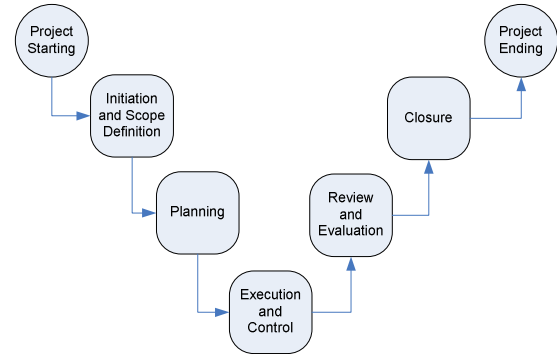 Project
Starting
Initiation
and Scope
Definition
Planning
Execution
and
Control
Review
and
Evaluation
Closure
Project
Ending